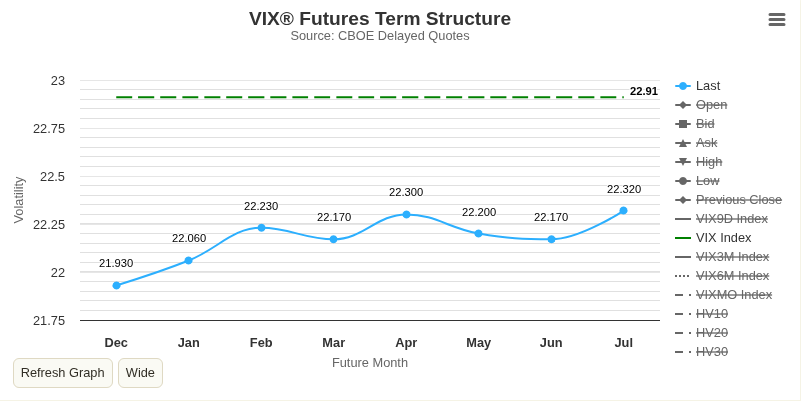 VIX® Futures Term Structure
Source: CBOE Delayed Quotes
23
22.75
22.5
22.25
22
21.75
Volatility
22.91
21.930
22.060
22.230
22.170
22.300
22.200
22.170
22.320
Dec Jan Feb Mar Apr May Jun Jul
Future Month
Last
Open
Bid
Ask
High
Low
Previous Close
VIX9D Index
VIX Index
VIX3M Index
VIX6M Index
VIXMO Index
HV10
HV20
HV30
Refresh Graph
Wide